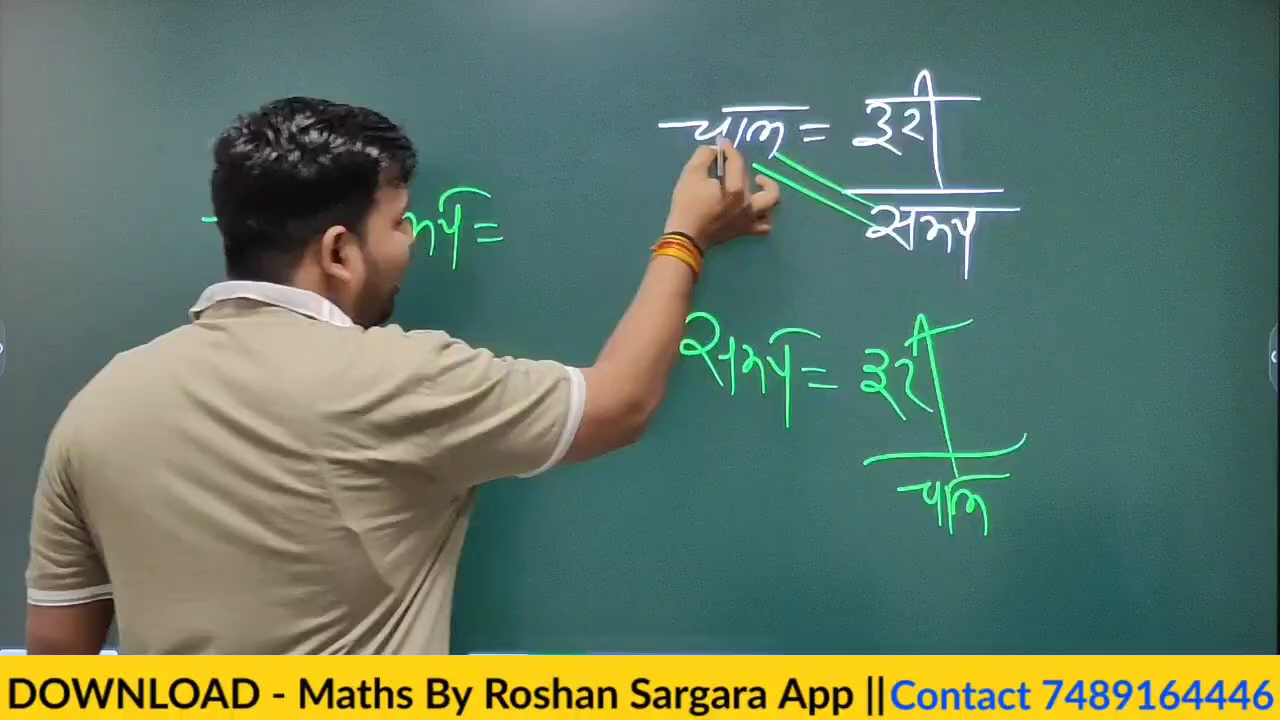 चाल = दूरी
समय
समय =
समय = दूरी
चाल
DOWNLOAD - Maths By Roshan Sargara App || Contact 7489164446